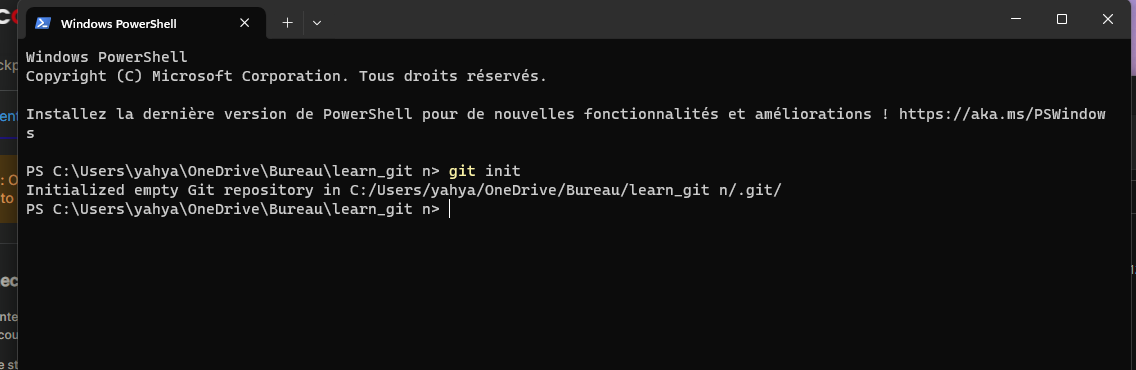 Windows PowerShell
Windows PowerShell
Copyright (C) Microsoft Corporation. Tous droits réservés.
Installez la dernière version de PowerShell pour de nouvelles fonctionnalités et améliorations ! https://aka.ms/PSWindow
s
PS C:\Users\yahya\OneDrive\Bureau\learn_git n> git init
Initialized empty Git repository in C:/Users/yahya/OneDrive/Bureau/learn_git n/.git/
PS C:\Users\yahya\OneDrive\Bureau\learn_git n>